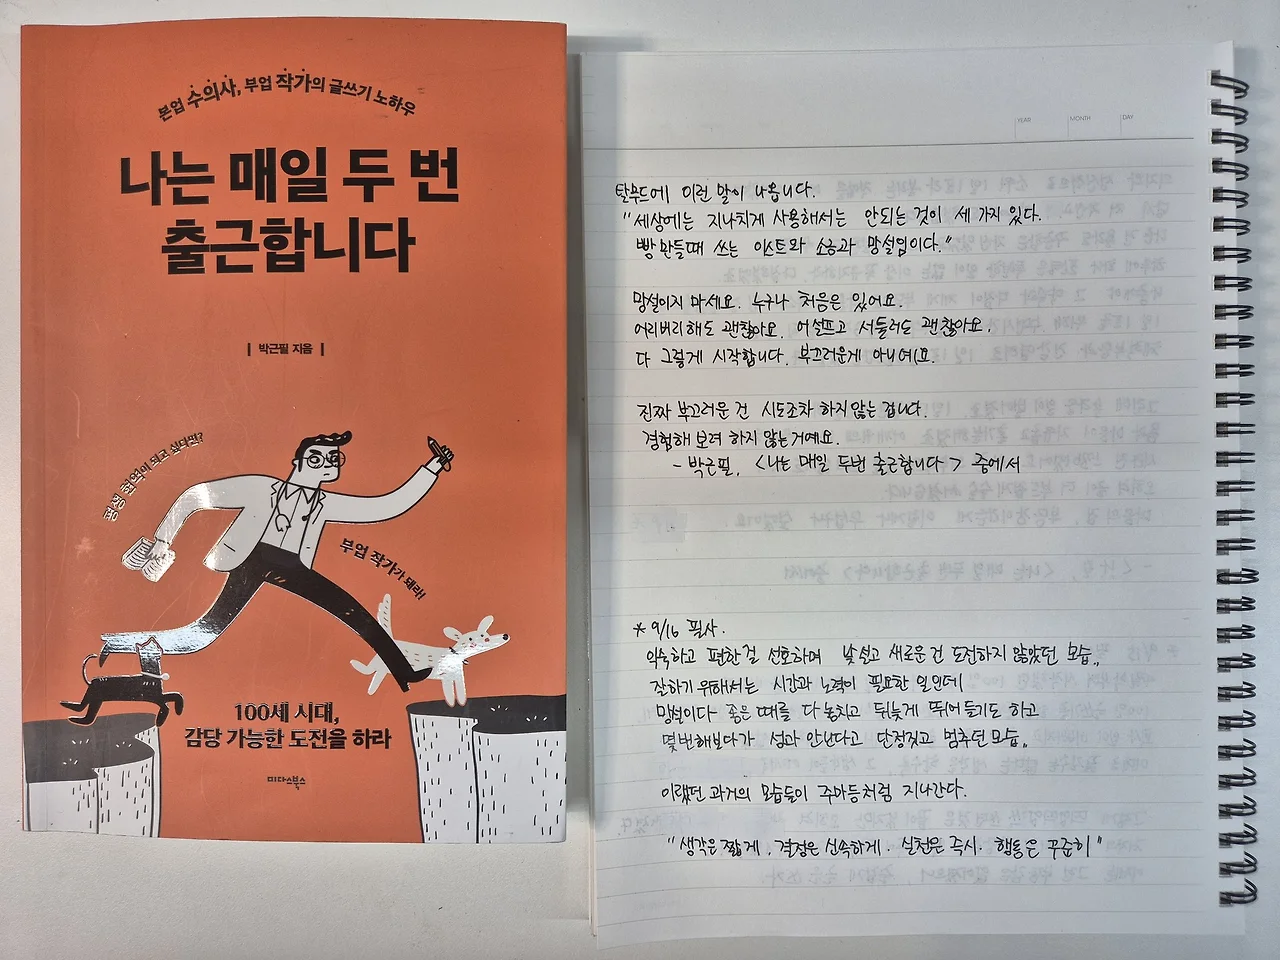 본업 수의사, 부업 작가의 글쓰기 노하우
나는 매일 두 번
출근합니다
박근필 지음
평생 현역이 되고 싶다면?
부업 작가가 돼라!
100세 시대,
감당 가능한 도전을 하라
미다스북스
YEAR MONTH DAY
탈무드에 이런 말이 나옵니다.
"세상에는 지나치게 사용해서는 안되는 것이 세 가지 있다.
빵 만들때 쓰는 이스트와 소금과 망설임이다."
망설이지 마세요. 누구나 처음은 있어요.
어리버리해도 괜찮아요. 어설프고 서둘러도 괜찮아요.
다 그렇게 시작합니다. 부끄러운게 아니에요.
진짜 부끄러운 건 시도조차 하지 않는 겁니다.
경험해 보려 하지 않는거예요.
- 박근필, <나는 매일 두번 출근합니다> 중에서
* 9/16 필사.
익숙하고 편한걸 선호하며 낯설고 새로운건 도전하지 않았던 모습,,
잘하기 위해서는 시간과 노력이 필요한 일인데
망설이다 좋은 때를 다 놓치고 뒤늦게 뛰어들기도 하고
몇번해보다가 성과 안난다고 단정짓고 멈추던 모습,,
이랬던 과거의 모습들이 주마등처럼 지나간다.
"생각은 짧게. 결정은 신속하게. 실천은 즉시. 행동은 꾸준히"